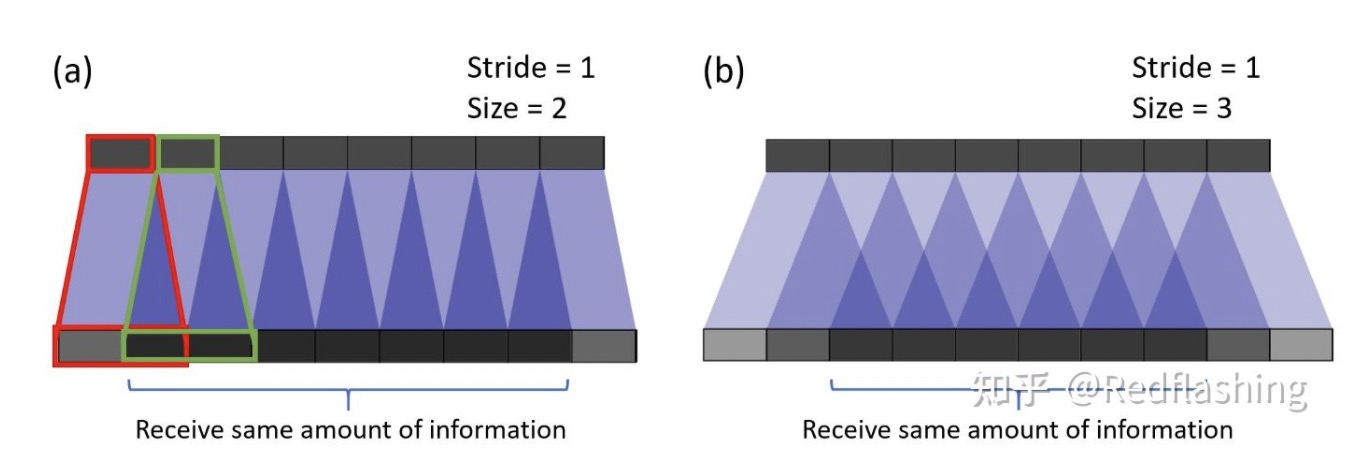 (a)
Stride = 1
Size = 2
Receive same amount of information
(b)
Stride = 1
Size = 3
Receive same amount of information
知乎 @Redflashing